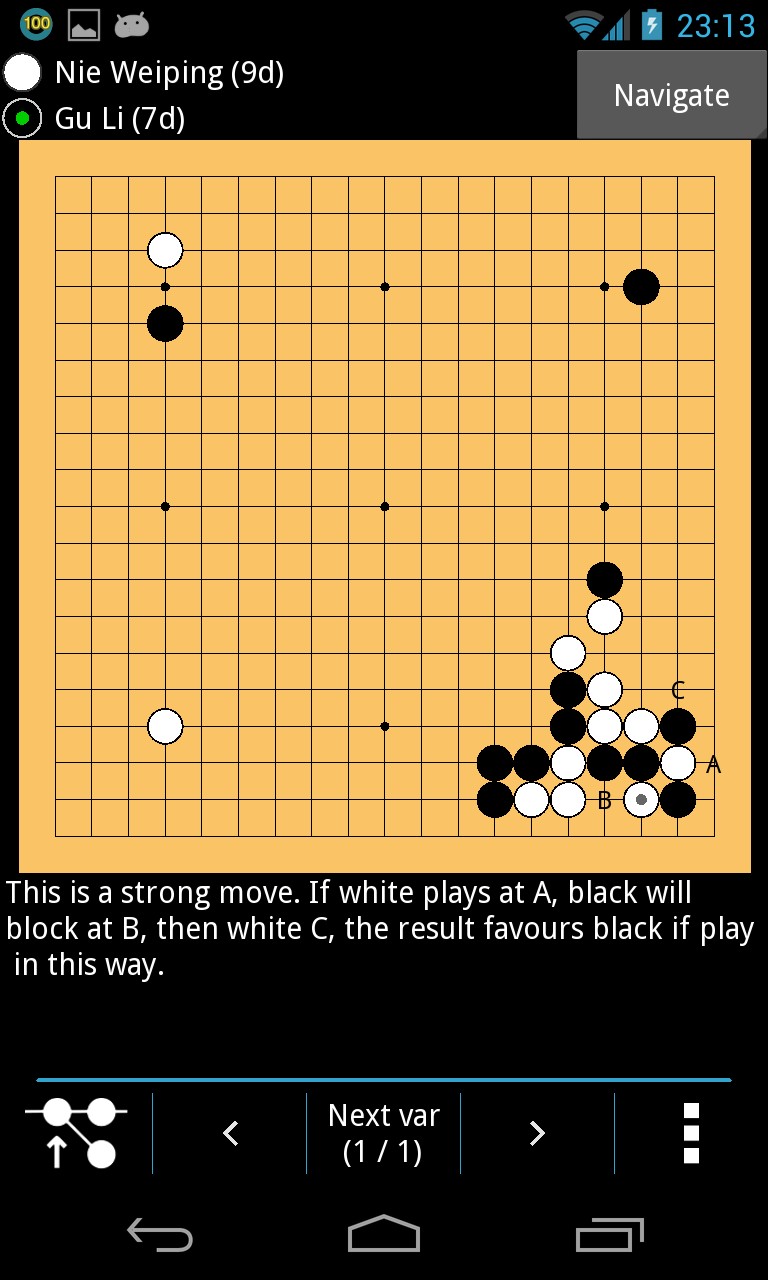 100
23:13
Nie Weiping (9d)
Gu Li (7d)
Navigate
C
A
B
This is a strong move. If white plays at A, black will
block at B, then white C, the result favours black if play
in this way.
Next var
(1 / 1)